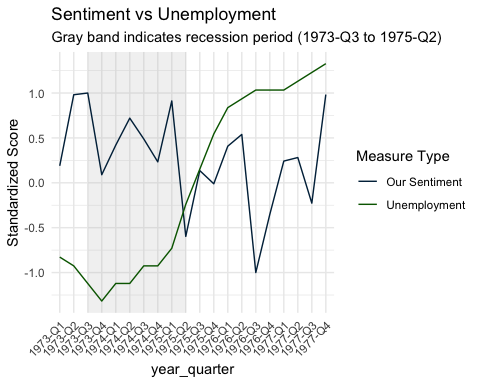 Sentiment vs Unemployment
Gray band indicates recession period (1973-Q3 to 1975-Q2)
Standardized Score
1.0
0.5
0.0
-0.5
-1.0
1973-Q1
1973-Q2
1973-Q3
1973-Q4
1974-Q1
1974-Q2
1974-Q3
1974-Q4
1975-Q1
1975-Q2
1975-Q3
1975-Q4
1976-Q1
1976-Q2
1976-Q3
1976-Q4
1977-Q1
1977-Q2
1977-Q3
1977-Q4
year_quarter
Measure Type
Our Sentiment
Unemployment